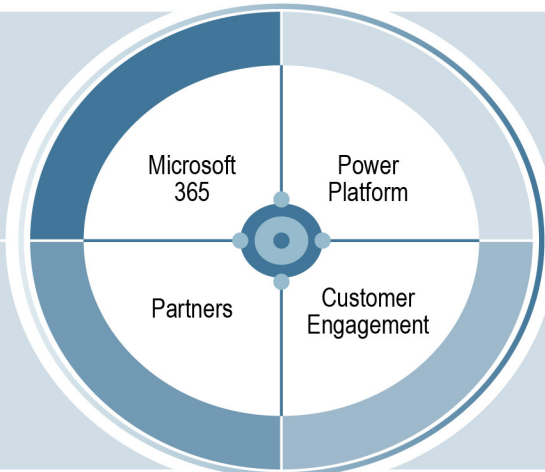 Microsoft
365
Power
Platform
Partners
Customer
Engagement